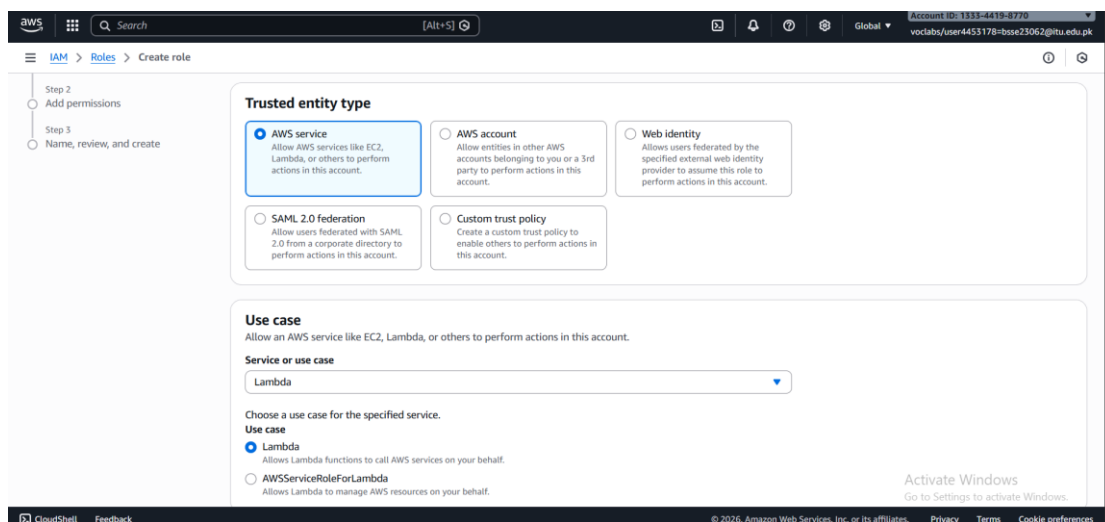 aws
Search
[Alt+S]
Global
Account ID: 1333-4419-8770
voclabs/user4453178=bsse23062@itu.edu.pk
IAM > Roles > Create role
Step 2
Add permissions
Step 3
Name, review, and create
Trusted entity type
AWS service
Allow AWS services like EC2,
Lambda, or others to perform
actions in this account.
AWS account
Allow entities in other AWS
accounts belonging to you or a 3rd
party to perform actions in this
account.
Web identity
Allows users federated by the
specified external web identity
provider to assume this role to
perform actions in this account.
SAML 2.0 federation
Allow users federated with SAML
2.0 from a corporate directory to
perform actions in this account.
Custom trust policy
Create a custom trust policy to
enable others to perform actions in
this account.
Use case
Allow an AWS service like EC2, Lambda, or others to perform actions in this account.
Service or use case
Lambda
Choose a use case for the specified service.
Use case
Lambda
Allows Lambda functions to call AWS services on your behalf.
AWSServiceRoleForLambda
Allows Lambda to manage AWS resources on your behalf.
Activate Windows
Go to Settings to activate Windows.
CloudShell Feedback © 2026, Amazon Web Services, Inc. or its affiliates. Privacy Terms Cookie preferences